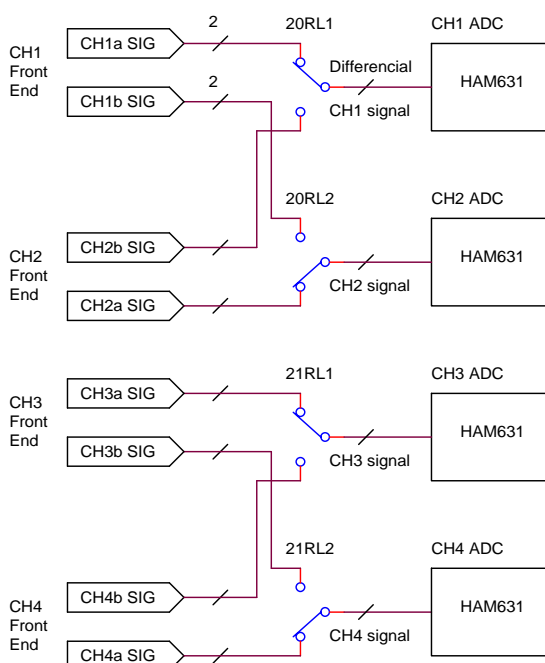 2 20RL1 CH1 ADC
CH1
Front
End
CH1a SIG
Differencial
HAM631
2
CH1b SIG
CH1 signal
20RL2 CH2 ADC
CH2
Front
End
CH2b SIG
HAM631
CH2a SIG
CH2 signal
21RL1 CH3 ADC
CH3
Front
End
CH3a SIG
HAM631
CH3b SIG
CH3 signal
21RL2 CH4 ADC
CH4
Front
End
CH4b SIG
HAM631
CH4a SIG
CH4 signal